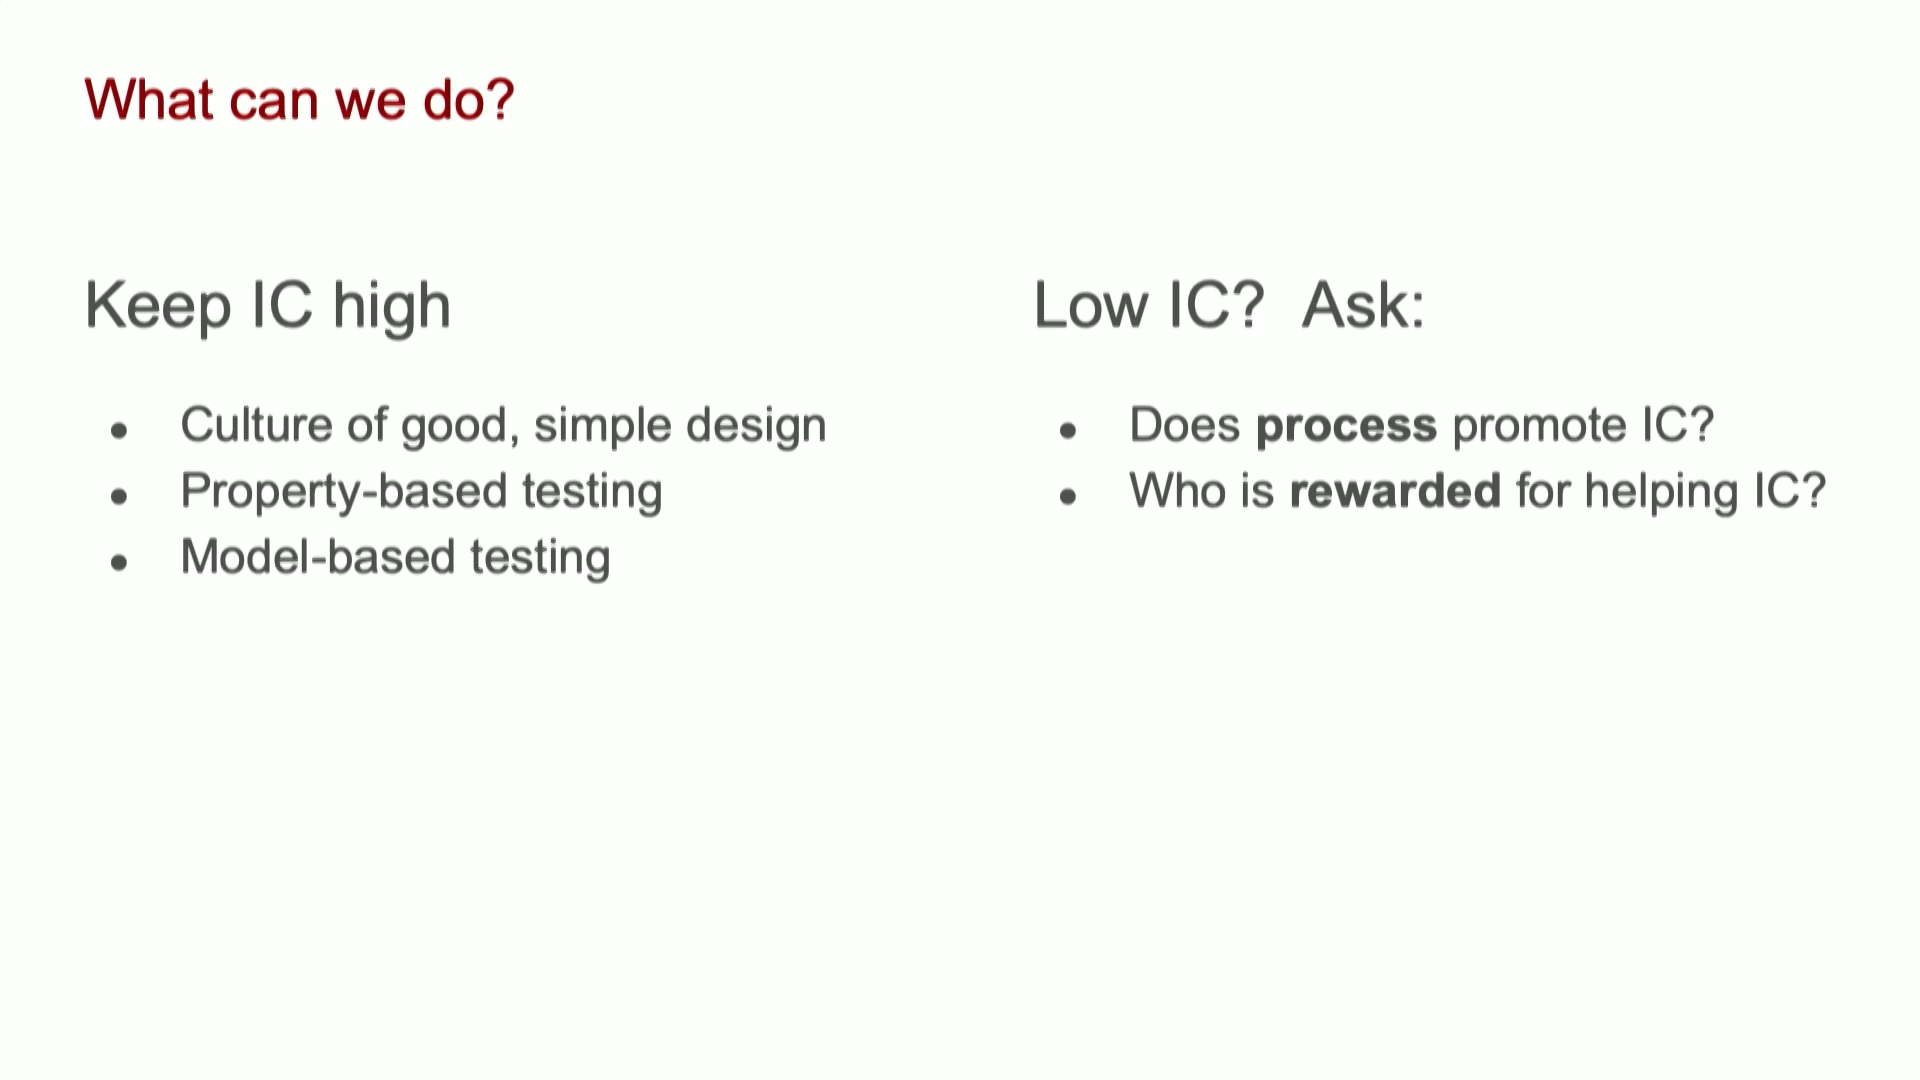 What can we do?
Keep IC high
Culture of good, simple design
Property-based testing
Model-based testing
Low IC? Ask:
Does process promote IC?
Who is rewarded for helping IC?